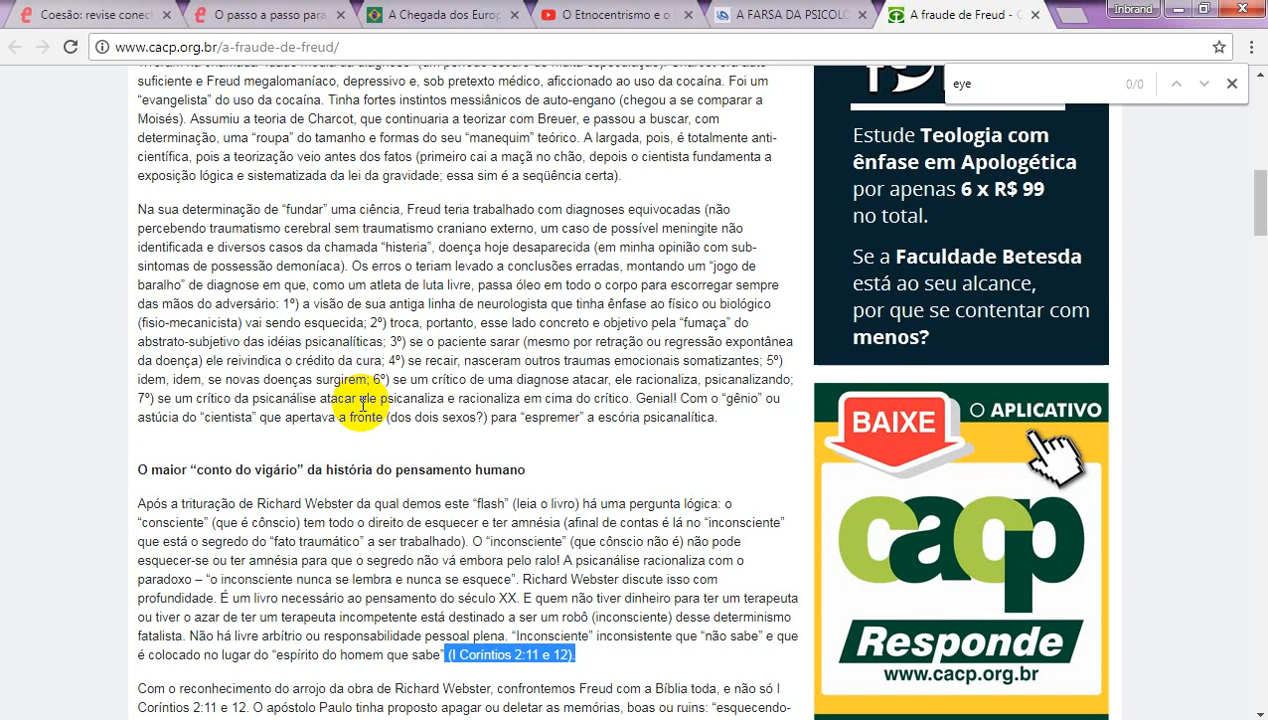 Coesão: revise conect
O passo a passo para
A Chegada dos Europ
O Etnocentrismo e o
A FARSA DA PSICOLO
A fraude de Freud - C
Inbrand
www.cacp.org.br/a-fraude-de-freud/
eye
0/0
suficiente e Freud megalomaníaco, depressivo e, sob pretexto médico, aficcionado ao uso da cocaína. Foi um
“evangelista” do uso da cocaína. Tinha fortes instintos messiânicos de auto-engano (chegou a se comparar a
Moisés). Assumiu a teoria de Charcot, que continuaria a teorizar com Breuer, e passou a buscar, com
determinação, uma “roupa” do tamanho e formas do seu “manequim” teórico. A largada, pois, é totalmente anti-
científica, pois a teorização veio antes dos fatos (primeiro cai a maçã no chão, depois o cientista fundamenta a
exposição lógica e sistematizada da lei da gravidade; essa sim é a seqüência certa).
Na sua determinação de “fundar” uma ciência, Freud teria trabalhado com diagnoses equivocadas (não
percebendo traumatismo cerebral sem traumatismo craniano externo, um caso de possível meningite não
identificada e diversos casos da chamada “histeria”, doença hoje desaparecida (em minha opinião com sub-
sintomas de possessão demoníaca). Os erros o teriam levado a conclusões erradas, montando um “jogo de
baralho” de diagnose em que, como um atleta de luta livre, passa óleo em todo o corpo para escorregar sempre
das mãos do adversário: 1º) a visão de sua antiga linha de neurologista que tinha ênfase ao físico ou biológico
(fisio-mecanicista) vai sendo esquecida; 2º) troca, portanto, esse lado concreto e objetivo pela “fumaça” do
abstrato-subjetivo das idéias psicanalíticas; 3º) se o paciente sarar (mesmo por retração ou regressão expontânea
da doença) ele reivindica o crédito da cura; 4º) se recair, nasceram outros traumas emocionais somatizantes; 5º)
idem, idem, se novas doenças surgirem; 6º) se um crítico de uma diagnose atacar, ele racionaliza, psicanalizando;
7º) se um crítico da psicanálise atacar ele psicanaliza e racionaliza em cima do crítico. Genial! Com o “gênio” ou
astúcia do “cientista” que apertava a fronte (dos dois sexos?) para “espremer” a escória psicanalítica.
O maior “conto do vigário” da história do pensamento humano
Após a trituração de Richard Webster da qual demos este “flash” (leia o livro) há uma pergunta lógica: o
“consciente” (que é cônscio) tem todo o direito de esquecer e ter amnésia (afinal de contas é lá no “inconsciente”
que está o segredo do “fato traumático” a ser trabalhado). O “inconsciente” (que cônscio não é) não pode
esquecer-se ou ter amnésia para que o segredo não vá embora pelo ralo! A psicanálise racionaliza com o
paradoxo – “o inconsciente nunca se lembra e nunca se esquece”. Richard Webster discute isso com
profundidade. É um livro necessário ao pensamento do século XX. E quem não tiver dinheiro para ter um terapeuta
ou tiver o azar de ter um terapeuta incompetente está destinado a ser um robô (inconsciente) desse determinismo
fatalista. Não há livre arbítrio ou responsabilidade pessoal plena. “Inconsciente” inconsistente que “não sabe” e que
é colocado no lugar do “espírito do homem que sabe” (I Coríntios 2:11 e 12).
Com o reconhecimento do arrojo da obra de Richard Webster, confrontemos Freud com a Bíblia toda, e não só I
Coríntios 2:11 e 12. O apóstolo Paulo tinha proposto apagar ou deletar as memórias, boas ou ruins: “esquecendo-
Estude Teologia com
ênfase em Apologética
por apenas 6 x R$ 99
no total.
Se a Faculdade Betesda
está ao seu alcance,
por que se contentar com
menos?
BAIXE
O APLICATIVO
cacp
Responde
www.cacp.org.br